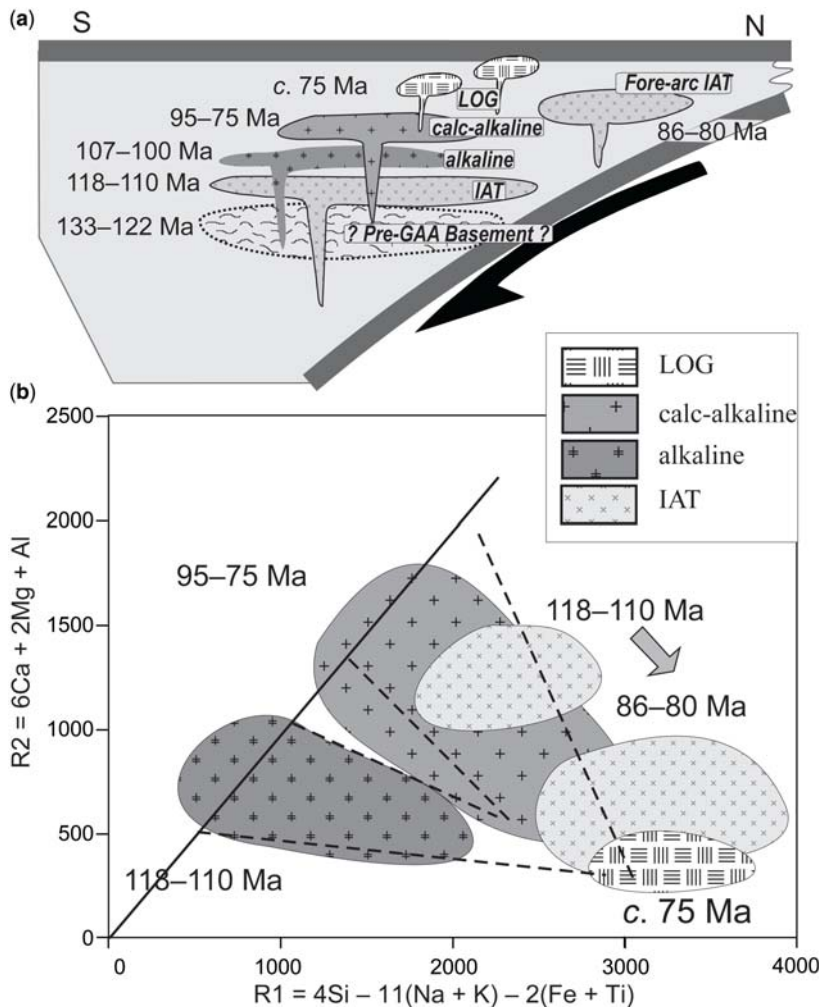 (a)
S
N
c. 75 Ma
LOG
Fore-arc IAT
95–75 Ma
calc-alkaline
86–80 Ma
107–100 Ma
alkaline
118–110 Ma
IAT
133–122 Ma
? Pre-GAA Basement ?
LOG
calc-alkaline
alkaline
IAT
(b)
2500
2000
1500
1000
500
0
R2 = 6Ca + 2Mg + Al
95–75 Ma
118–110 Ma
86–80 Ma
118–110 Ma
c. 75 Ma
0
1000
2000
3000
4000
R1 = 4Si – 11(Na + K) – 2(Fe + Ti)